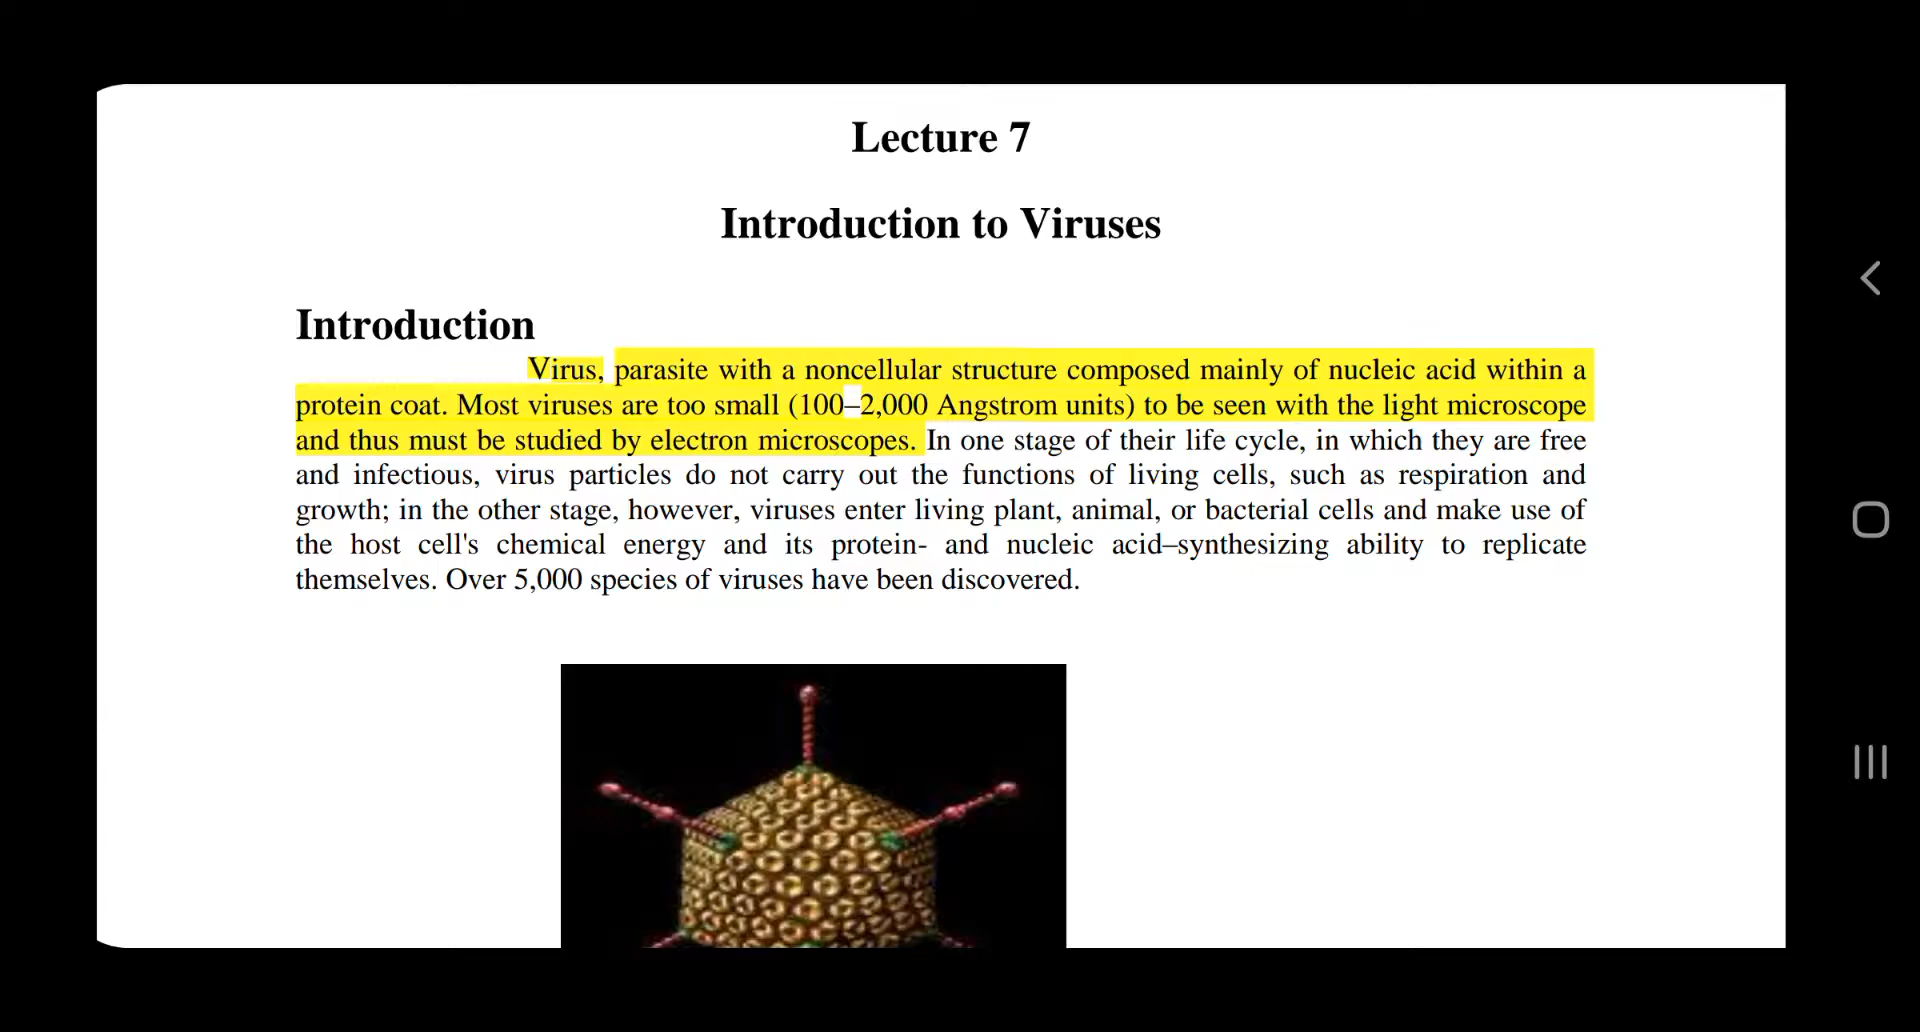 Lecture 7
Introduction to Viruses
Introduction
Virus, parasite with a noncellular structure composed mainly of nucleic acid within a
protein coat. Most viruses are too small (100–2,000 Angstrom units) to be seen with the light microscope
and thus must be studied by electron microscopes. In one stage of their life cycle, in which they are free
and infectious, virus particles do not carry out the functions of living cells, such as respiration and
growth; in the other stage, however, viruses enter living plant, animal, or bacterial cells and make use of
the host cell's chemical energy and its protein- and nucleic acid–synthesizing ability to replicate
themselves. Over 5,000 species of viruses have been discovered.